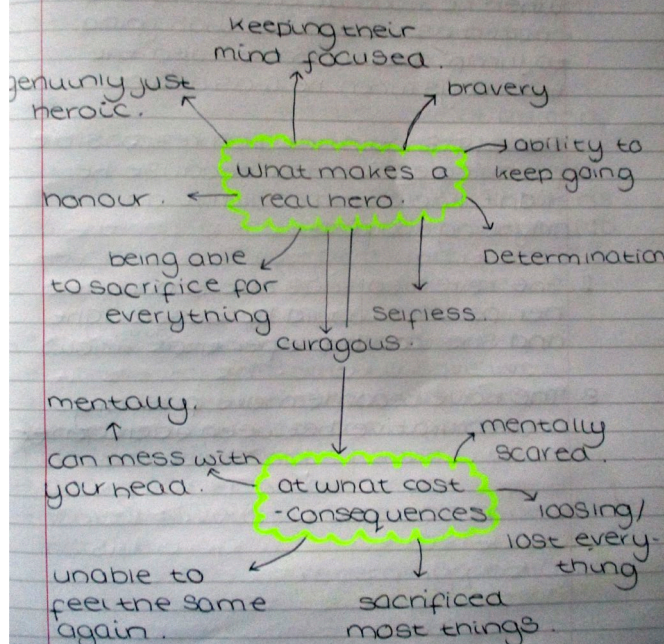 keeping their
mind focused.
genuinly just
heroic.
bravery
ability to
keep going
what makes a
real hero.
honour.
Determination
being able
to sacrifice for
everything
selfless.
curagous.
mentally.
can mess with
your head.
mentally
scared.
at what cost
-consequences
loosing/
lost every-
thing
unable to
feel the same
again.
sacrificed
most things.